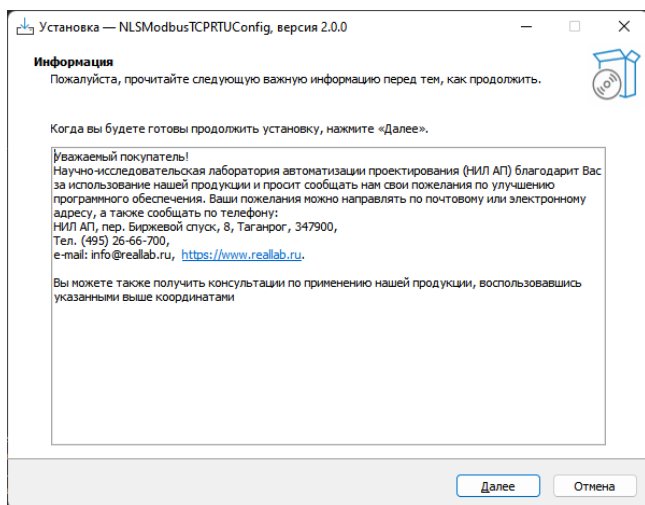 Установка — NLSModbusTCPRTUConfig, версия 2.0.0
Информация
Пожалуйста, прочитайте следующую важную информацию перед тем, как продолжить.
Когда вы будете готовы продолжить установку, нажмите «Далее».
Уважаемый покупатель!
Научно-исследовательская лаборатория автоматизации проектирования (НИЛ АП) благодарит Вас
за использование нашей продукции и просит сообщать нам свои пожелания по улучшению
программного обеспечения. Ваши пожелания можно направлять по почтовому или электронному
адресу, а также сообщать по телефону:
НИЛ АП, пер. Биржевой спуск, 8, Таганрог, 347900,
Тел. (495) 26-66-700,
e-mail: info@reallab.ru, https://www.reallab.ru.
Вы можете также получить консультации по применению нашей продукции, воспользовавшись
указанными выше координатами
Далее
Отмена